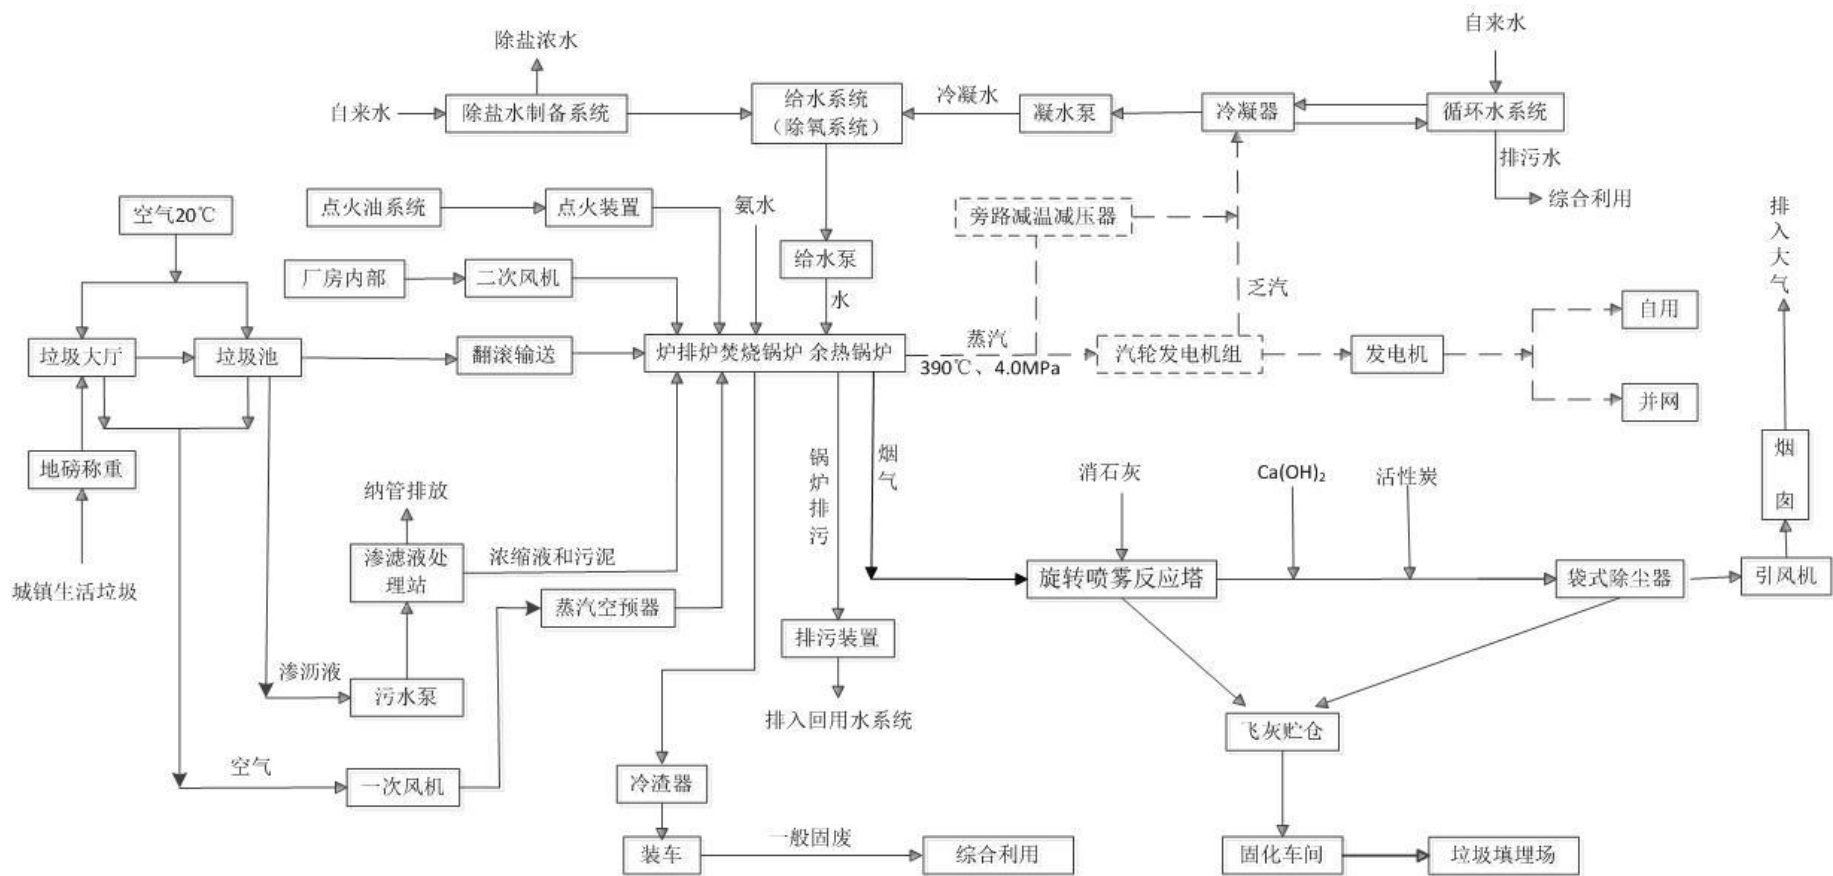 自来水
除盐浓水
自来水
除盐水制备系统
给水系统
（除氧系统）
冷凝水
凝水泵
冷凝器
循环水系统
排污水
综合利用
空气20℃
点火油系统
点火装置
氨水
旁路减温减压器
排入大气
厂房内部
二次风机
给水泵
水
乏汽
自用
垃圾大厅
垃圾池
翻滚输送
炉排炉焚烧锅炉 余热锅炉
蒸汽
390℃、4.0MPa
汽轮发电机组
发电机
并网
地磅称重
锅炉排污
烟气
烟囱
纳管排放
消石灰
Ca(OH)₂
活性炭
城镇生活垃圾
渗滤液处
理站
浓缩液和污泥
蒸汽空预器
旋转喷雾反应塔
袋式除尘器
引风机
排污装置
渗沥液
污水泵
排入回用水系统
飞灰贮仓
空气
一次风机
冷渣器
装车
一般固废
综合利用
固化车间
垃圾填埋场